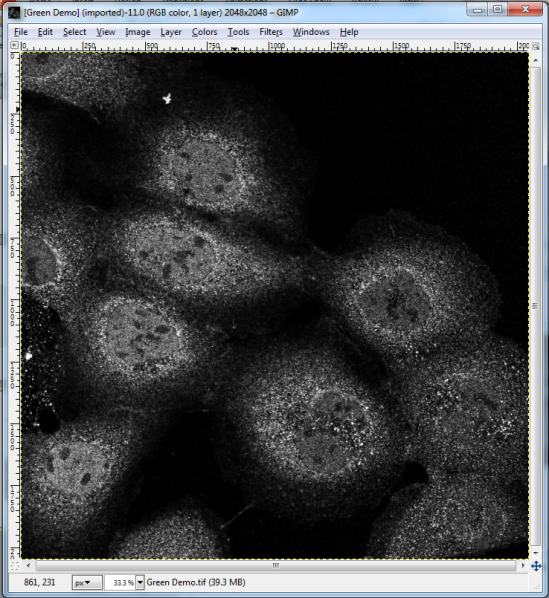 [Green Demo] (imported)-11.0 (RGB color, 1 layer) 2048x2048 – GIMP
File Edit Select View Image Layer Colors Tools Filters Windows Help
0 250 500 750 1000 1250 1500 1750 200
861, 231 px 33.3 % Green Demo.tif (39.3 MB)